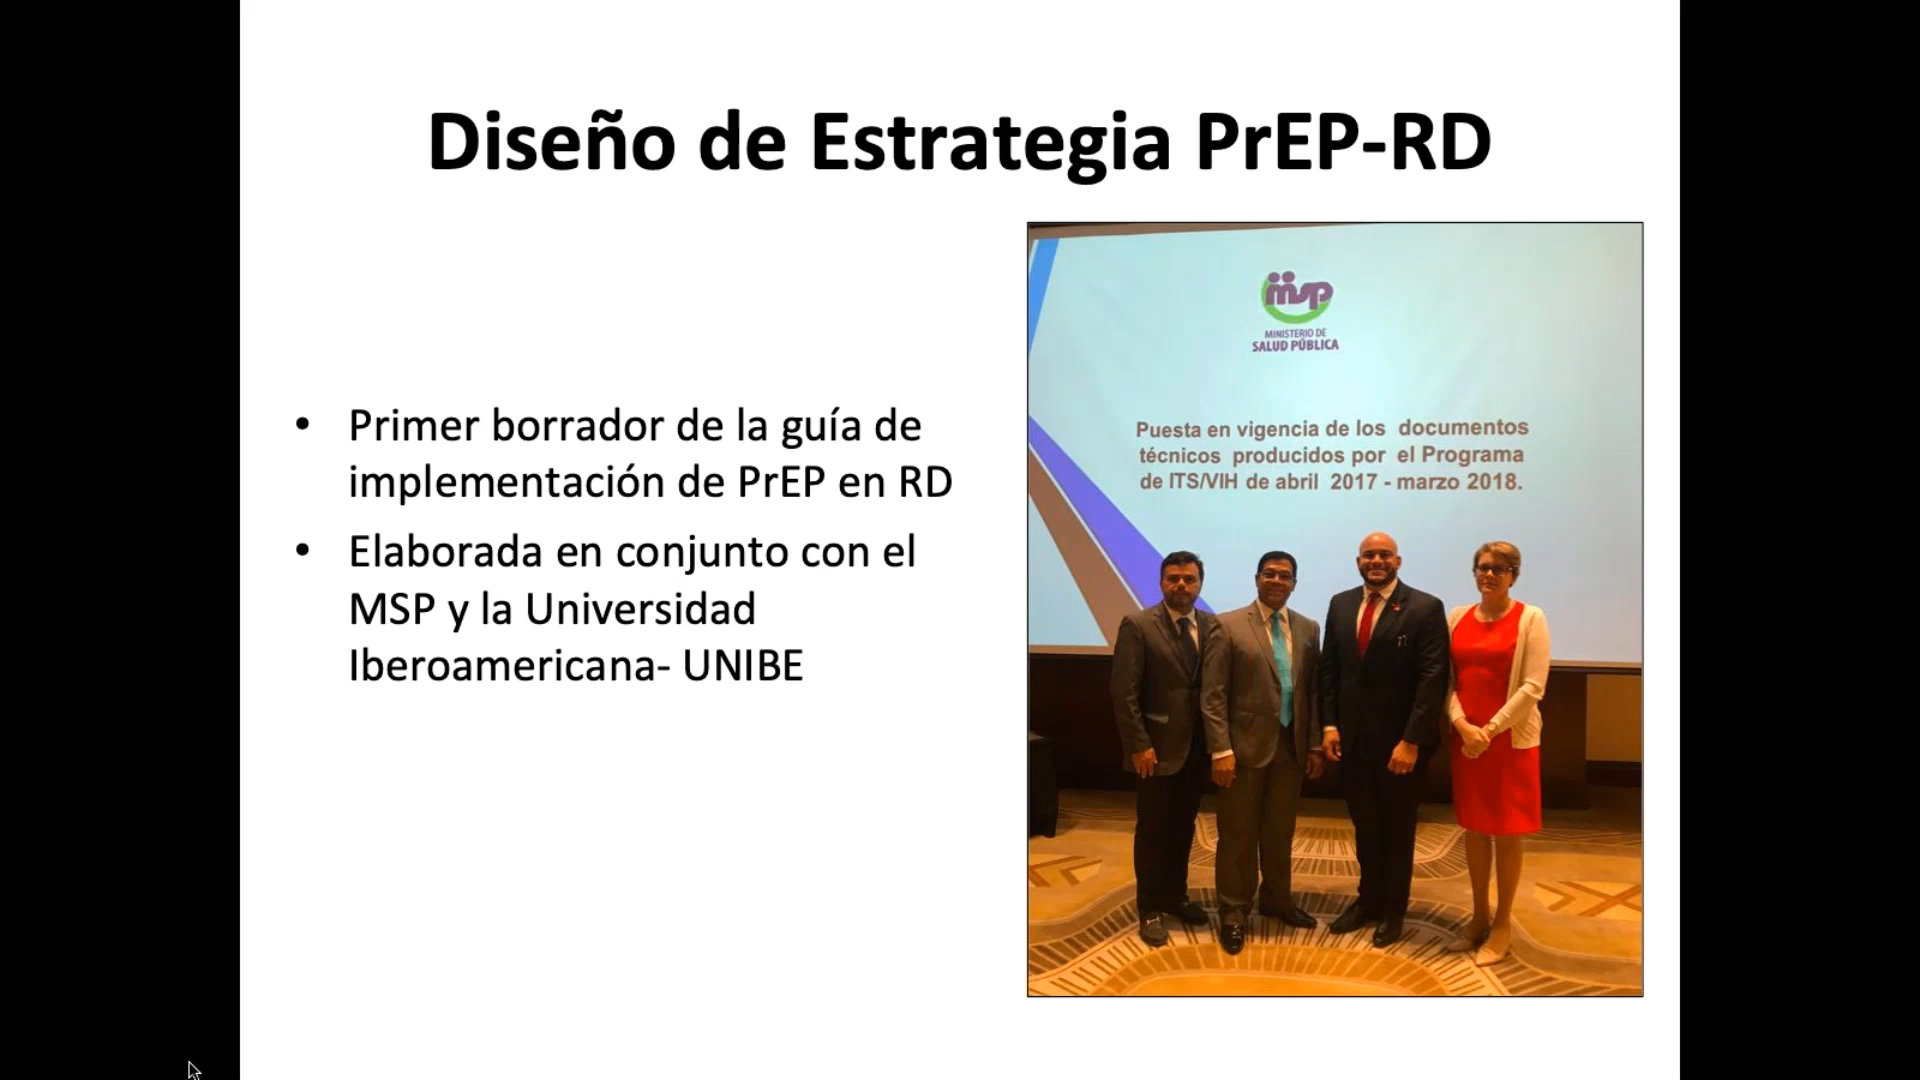 Diseño de Estrategia PrEP-RD
• Primer borrador de la guía de
implementación de PrEP en RD
• Elaborada en conjunto con el
MSP y la Universidad
Iberoamericana- UNIBE
msp
MINISTERIO DE
SALUD PÚBLICA
Puesta en vigencia de los documentos
técnicos producidos por el Programa
de ITS/VIH de abril 2017 - marzo 2018.